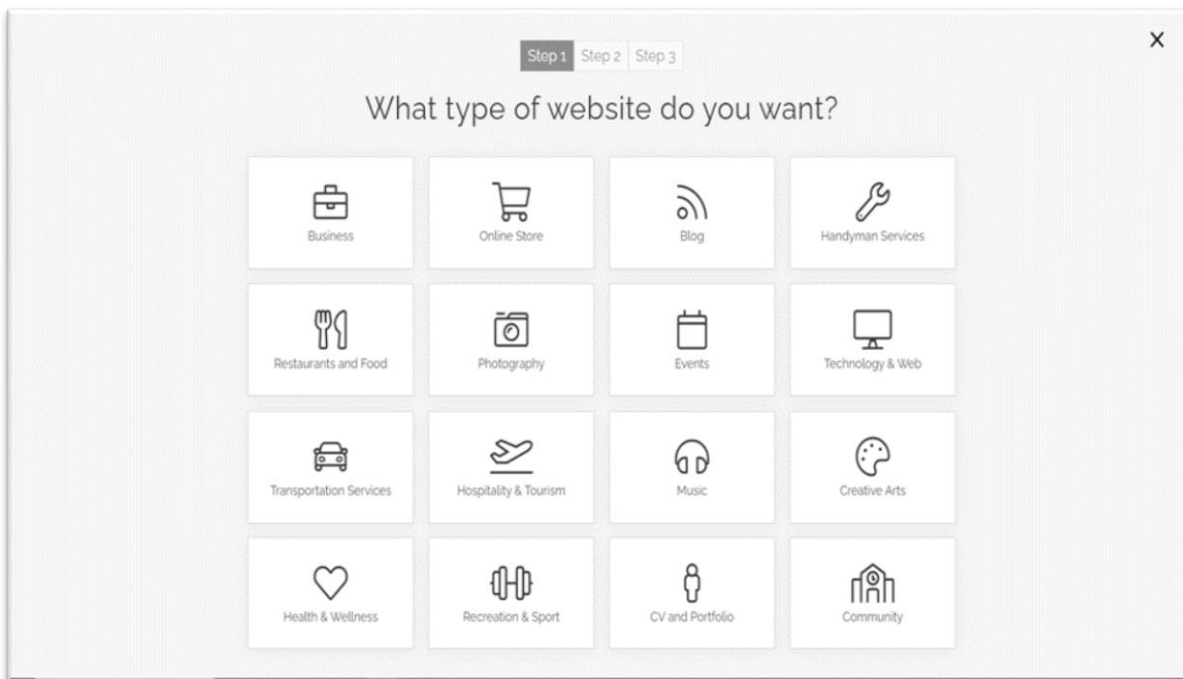 Step 1 Step 2 Step 3
X
What type of website do you want?
Business
Online Store
Blog
Handyman Services
Restaurants and Food
Photography
Events
Technology & Web
Transportation Services
Hospitality & Tourism
Music
Creative Arts
Health & Wellness
Recreation & Sport
CV and Portfolio
Community